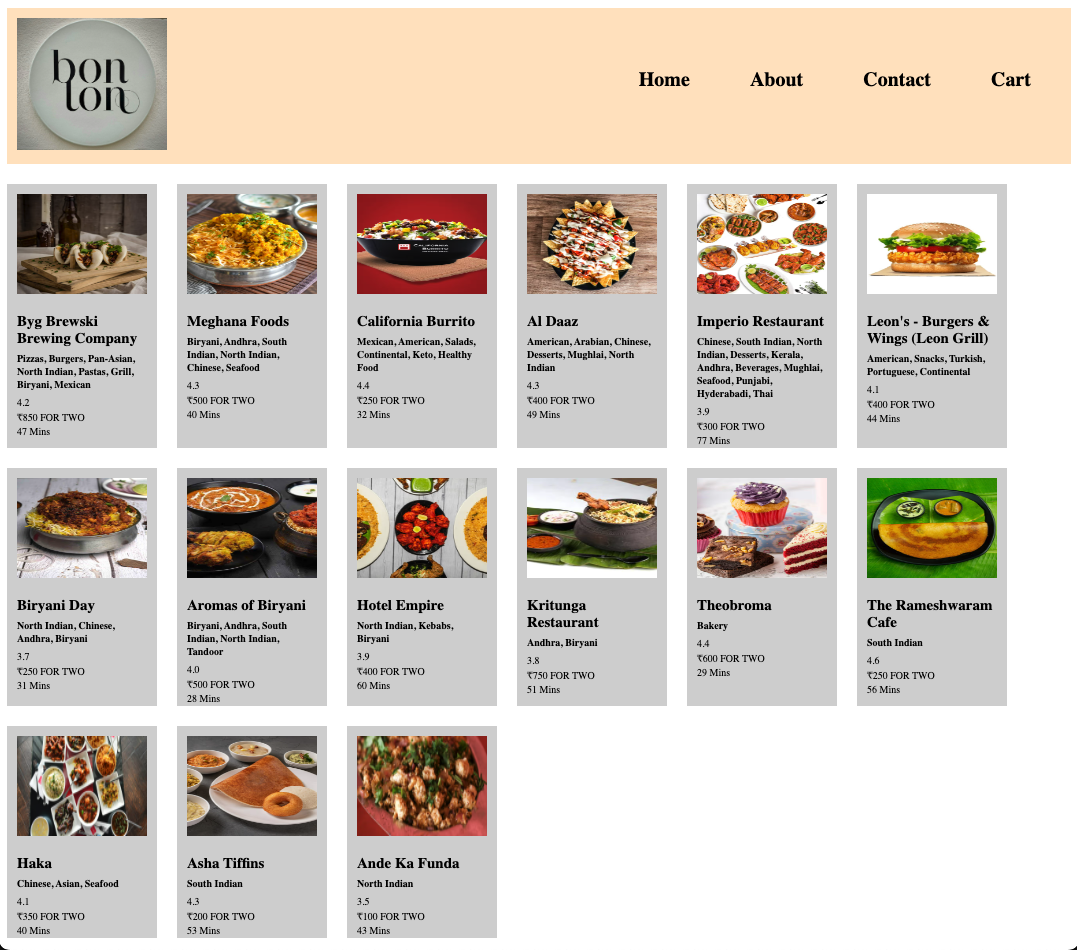 bon
ton
Home About Contact Cart
CALIFORNIA
BURRITO
Byg Brewski
Brewing Company
Pizzas, Burgers, Pan-Asian,
North Indian, Pastas, Grill,
Biryani, Mexican
4.2
₹850 FOR TWO
47 Mins
Meghana Foods
Biryani, Andhra, South
Indian, North Indian,
Chinese, Seafood
4.3
₹500 FOR TWO
40 Mins
California Burrito
Mexican, American, Salads,
Continental, Keto, Healthy
Food
4.4
₹250 FOR TWO
32 Mins
Al Daaz
American, Arabian, Chinese,
Desserts, Mughlai, North
Indian
4.3
₹400 FOR TWO
49 Mins
Imperio Restaurant
Chinese, South Indian, North
Indian, Desserts, Kerala,
Andhra, Beverages, Mughlai,
Seafood, Punjabi,
Hyderabadi, Thai
3.9
₹300 FOR TWO
77 Mins
Leon's - Burgers &
Wings (Leon Grill)
American, Snacks, Turkish,
Portuguese, Continental
4.1
₹400 FOR TWO
44 Mins
Biryani Day
North Indian, Chinese,
Andhra, Biryani
3.7
₹250 FOR TWO
31 Mins
Aromas of Biryani
Biryani, Andhra, South
Indian, North Indian,
Tandoor
4.0
₹500 FOR TWO
28 Mins
Hotel Empire
North Indian, Kebabs,
Biryani
3.9
₹400 FOR TWO
60 Mins
Kritunga
Restaurant
Andhra, Biryani
3.8
₹750 FOR TWO
51 Mins
Theobroma
Bakery
4.4
₹600 FOR TWO
29 Mins
The Rameshwaram
Cafe
South Indian
4.6
₹250 FOR TWO
56 Mins
Haka
Chinese, Asian, Seafood
4.1
₹350 FOR TWO
40 Mins
Asha Tiffins
South Indian
4.3
₹200 FOR TWO
53 Mins
Ande Ka Funda
North Indian
3.5
₹100 FOR TWO
43 Mins